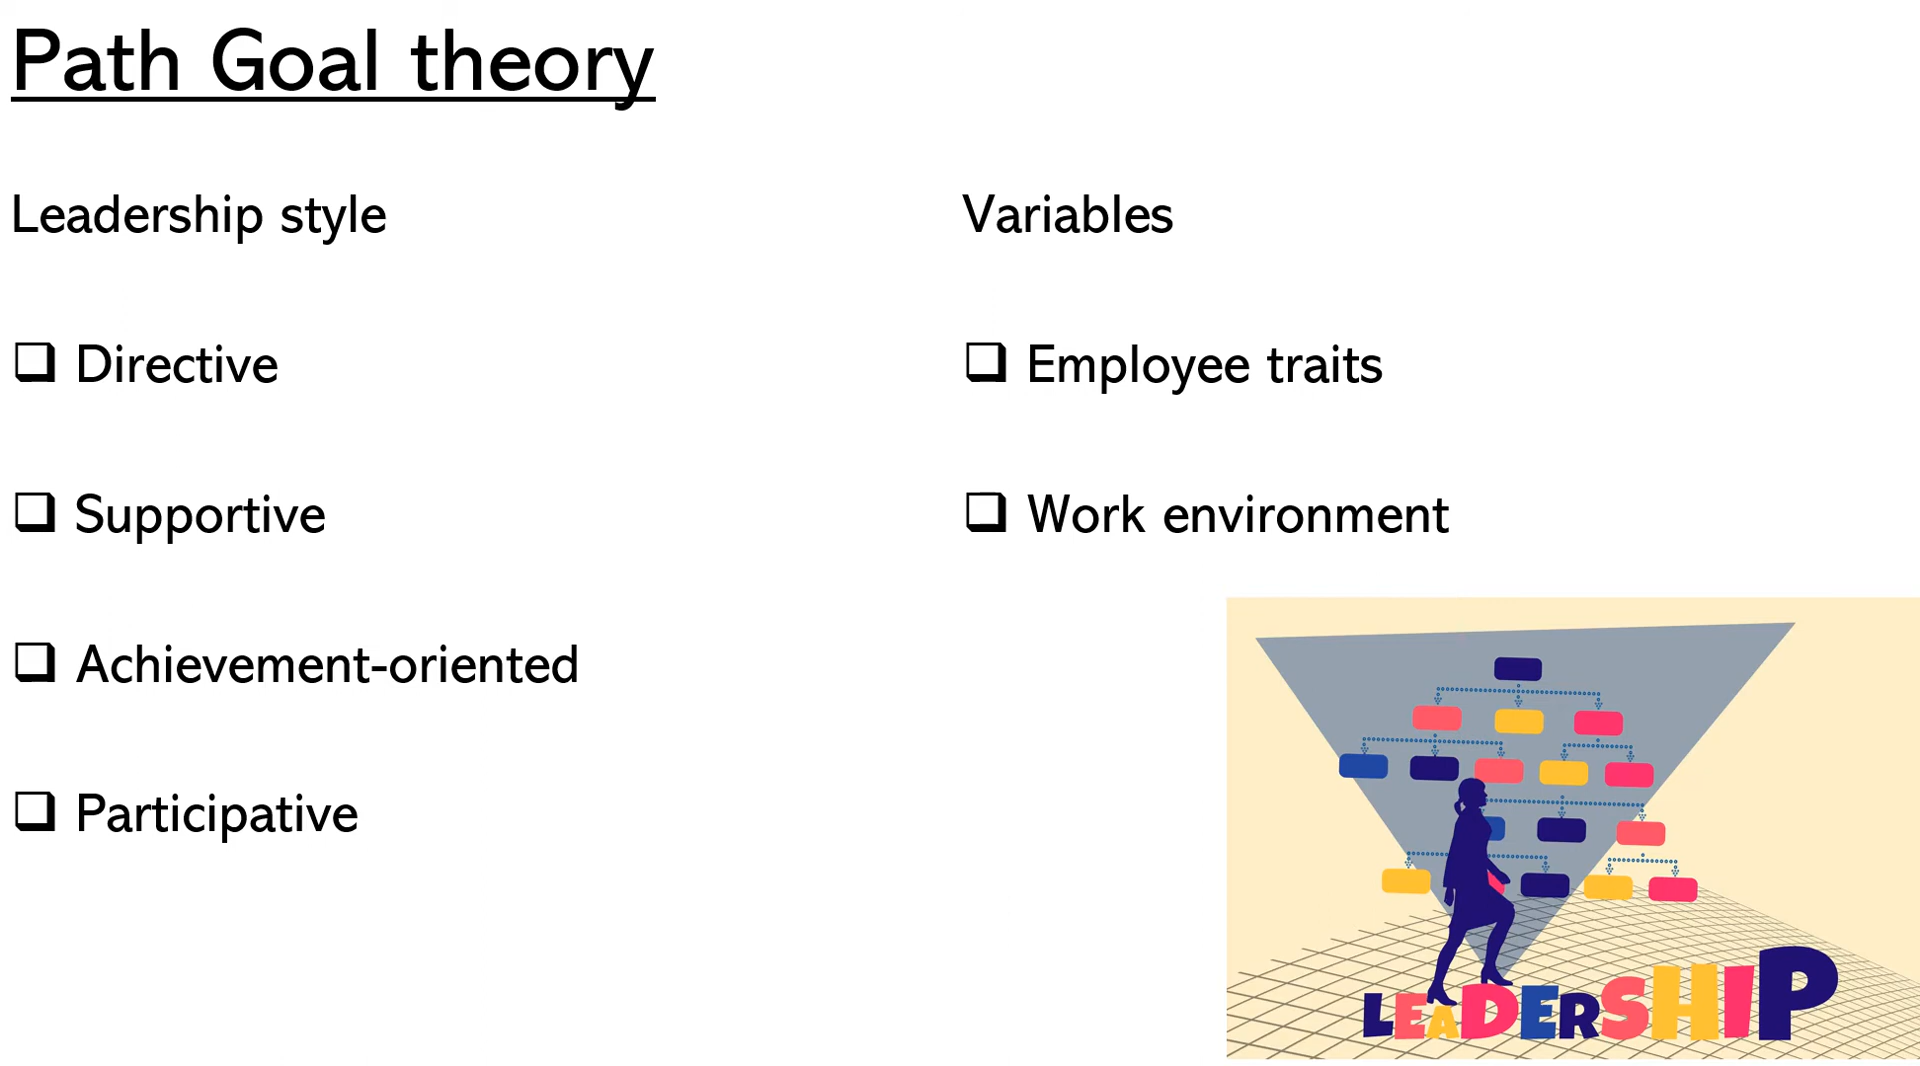 Path Goal theory
Leadership style
Directive
Supportive
Achievement-oriented
Participative
Variables
Employee traits
Work environment
LEADERSHIP